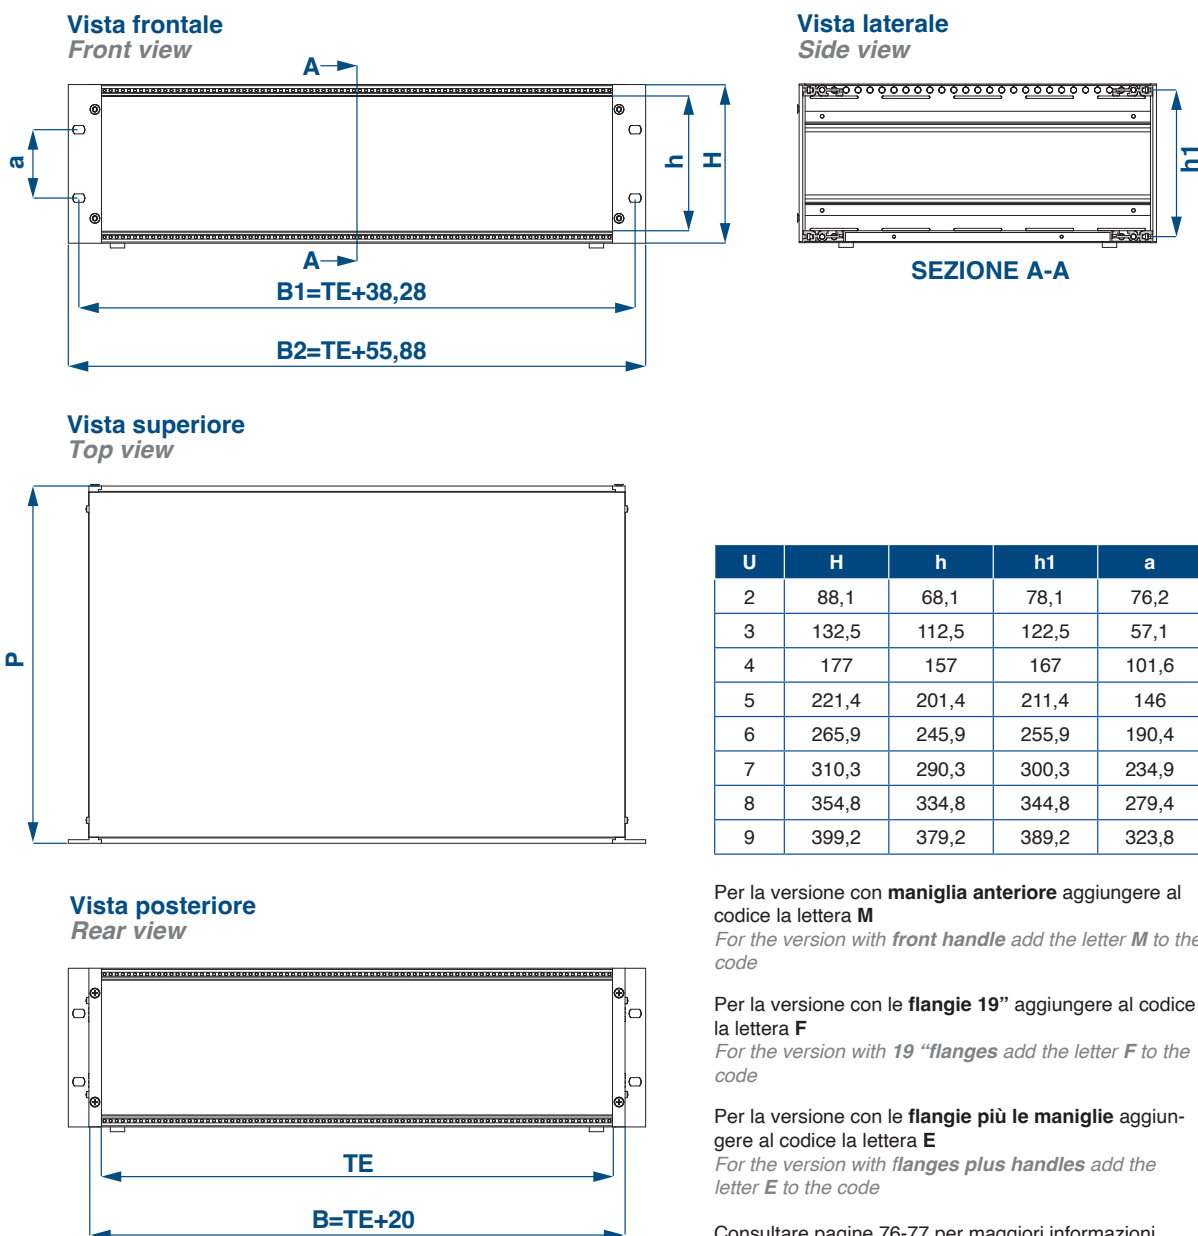 Vista frontale
Front view
A
a
h
H
A
B1=TE+38,28
B2=TE+55,88
Vista laterale
Side view
h1
SEZIONE A-A
Vista superiore
Top view
P
U H h h1 a
2 88,1 68,1 78,1 76,2
3 132,5 112,5 122,5 57,1
4 177 157 167 101,6
5 221,4 201,4 211,4 146
6 265,9 245,9 255,9 190,4
7 310,3 290,3 300,3 234,9
8 354,8 334,8 344,8 279,4
9 399,2 379,2 389,2 323,8
Vista posteriore
Rear view
TE
B=TE+20
Per la versione con maniglia anteriore aggiungere al
codice la lettera M
For the version with front handle add the letter M to the
code
Per la versione con le flangie 19” aggiungere al codice
la lettera F
For the version with 19 “flanges add the letter F to the
code
Per la versione con le flangie più le maniglie aggiun-
gere al codice la lettera E
For the version with flanges plus handles add the
letter E to the code
Consultare pagine 76-77 per maggiori informazioni